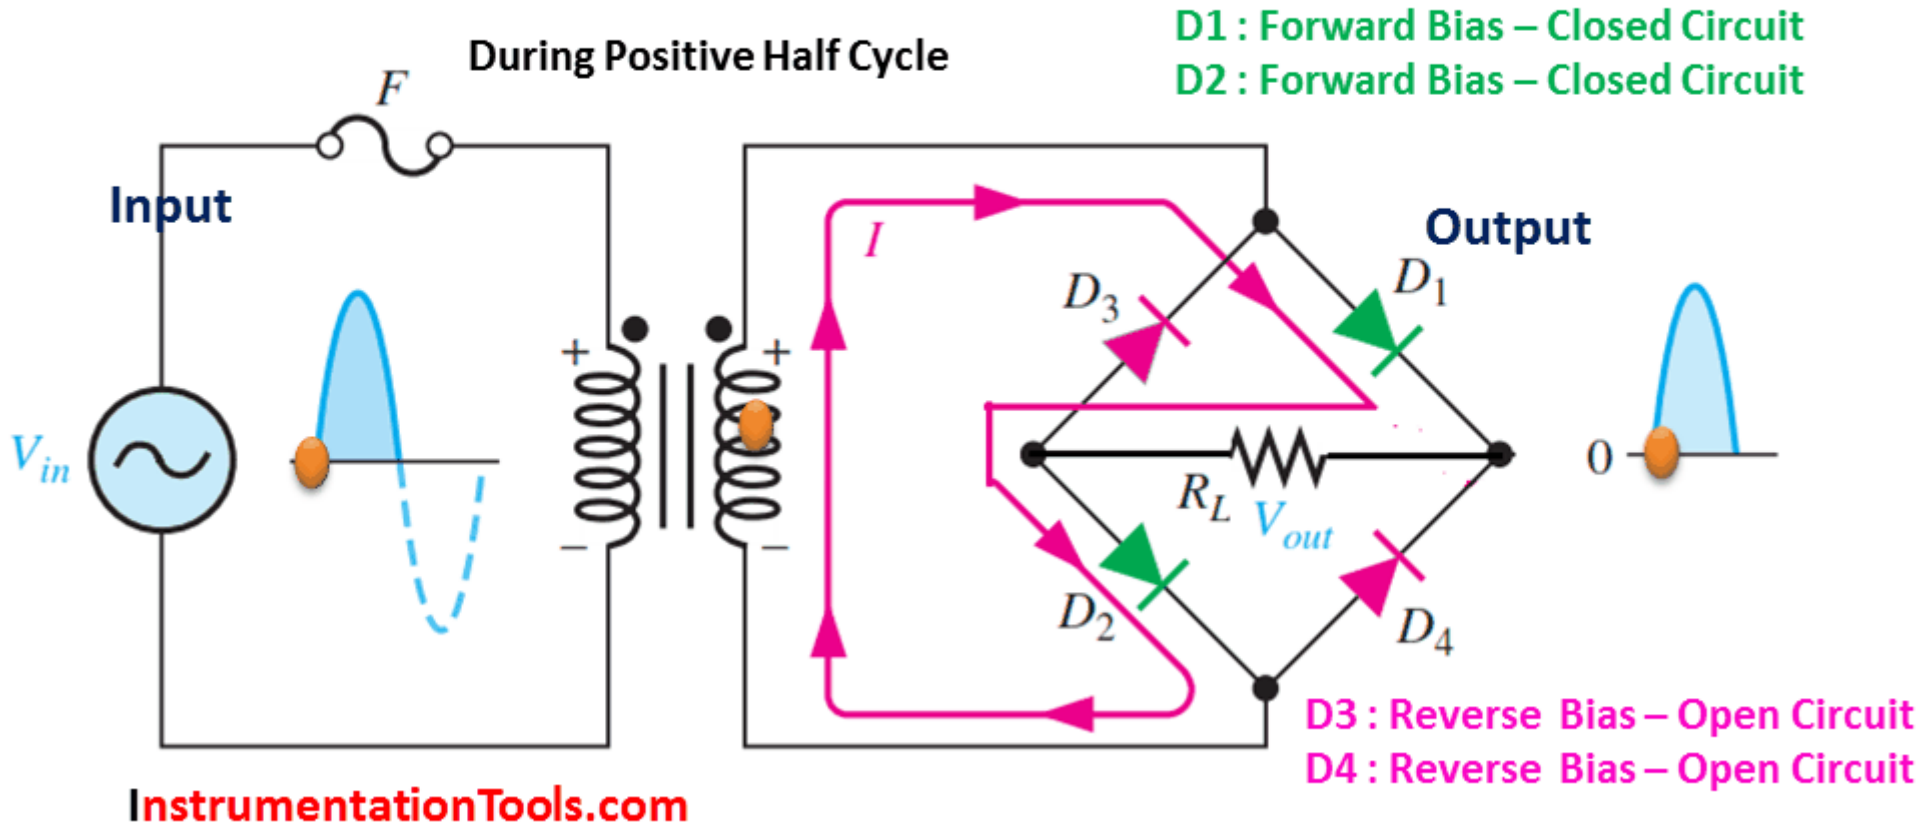 During Positive Half Cycle
D1 : Forward Bias – Closed Circuit
D2 : Forward Bias – Closed Circuit
F
Input
I
Output
D3
D1
+
+
Vin
0
RL
Vout
–
–
D2
D4
D3 : Reverse Bias – Open Circuit
D4 : Reverse Bias – Open Circuit
InstrumentationTools.com